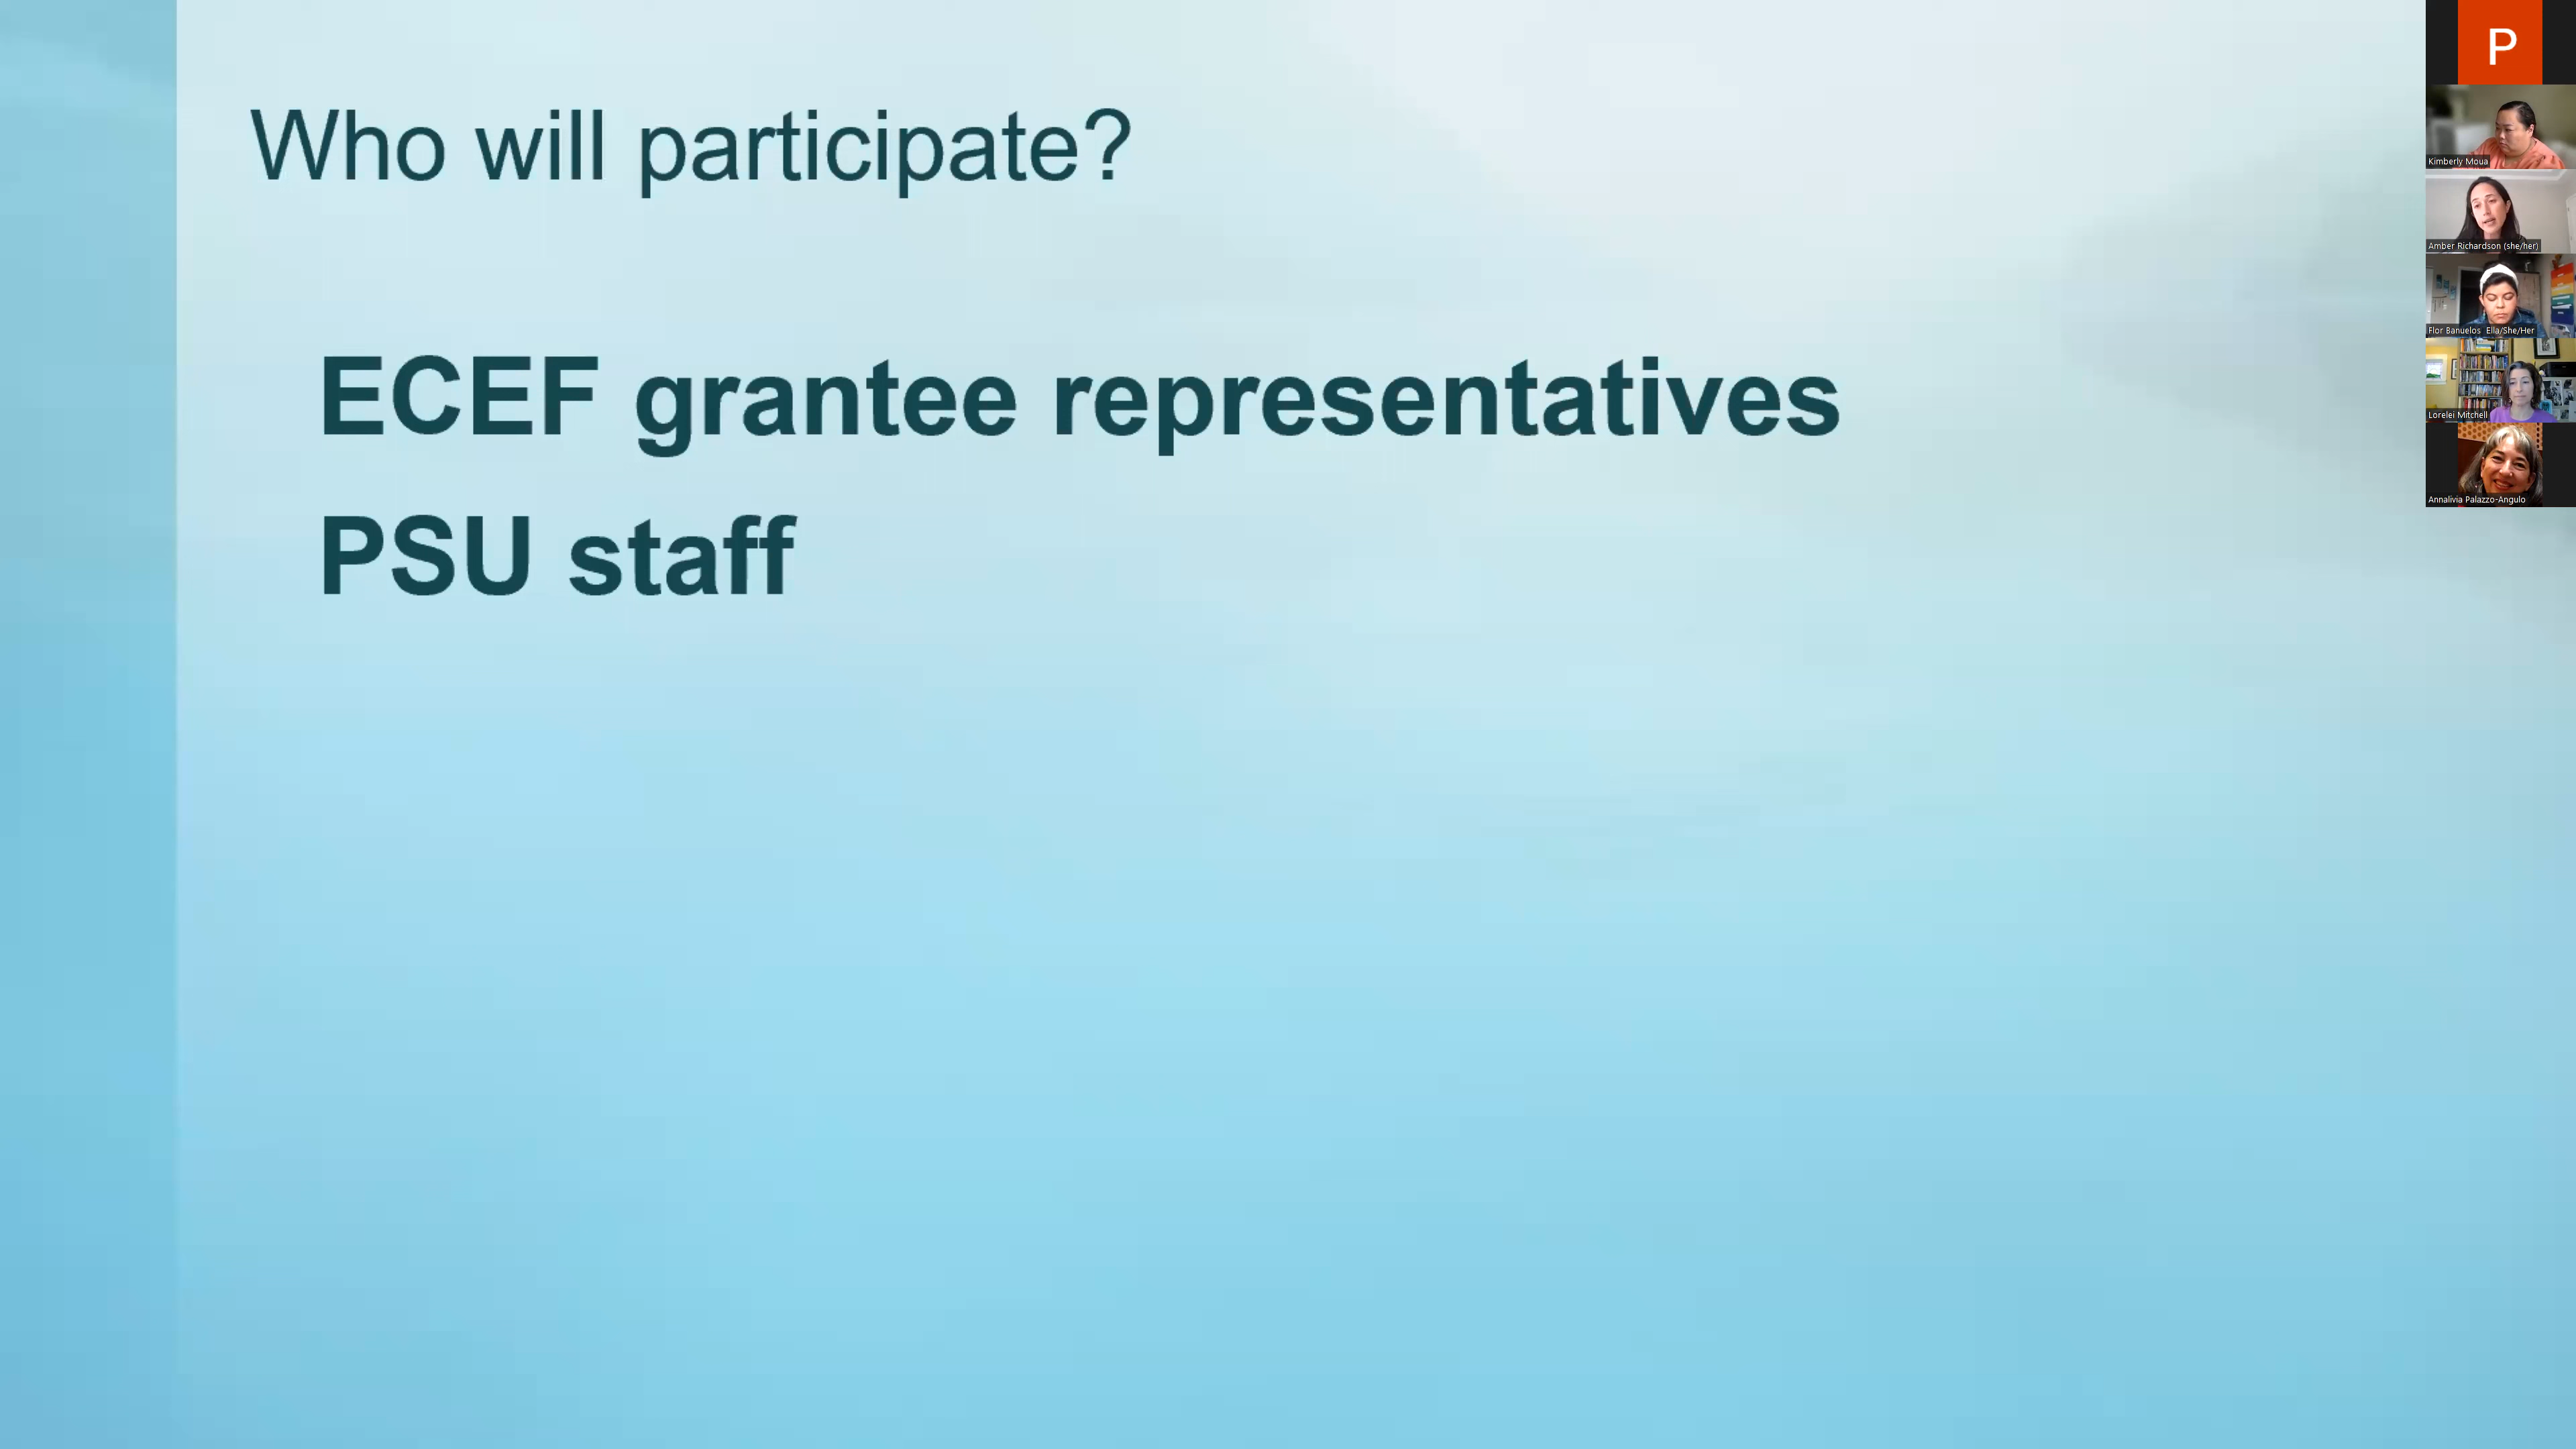 Who will participate?
ECEF grantee representatives
PSU staff
P
Kimberly Moua
Amber Richardson (she/her)
Flor Banuelos Ella/She/Her
Lorelei Mitchell
Annalivia Palazzo-Angulo